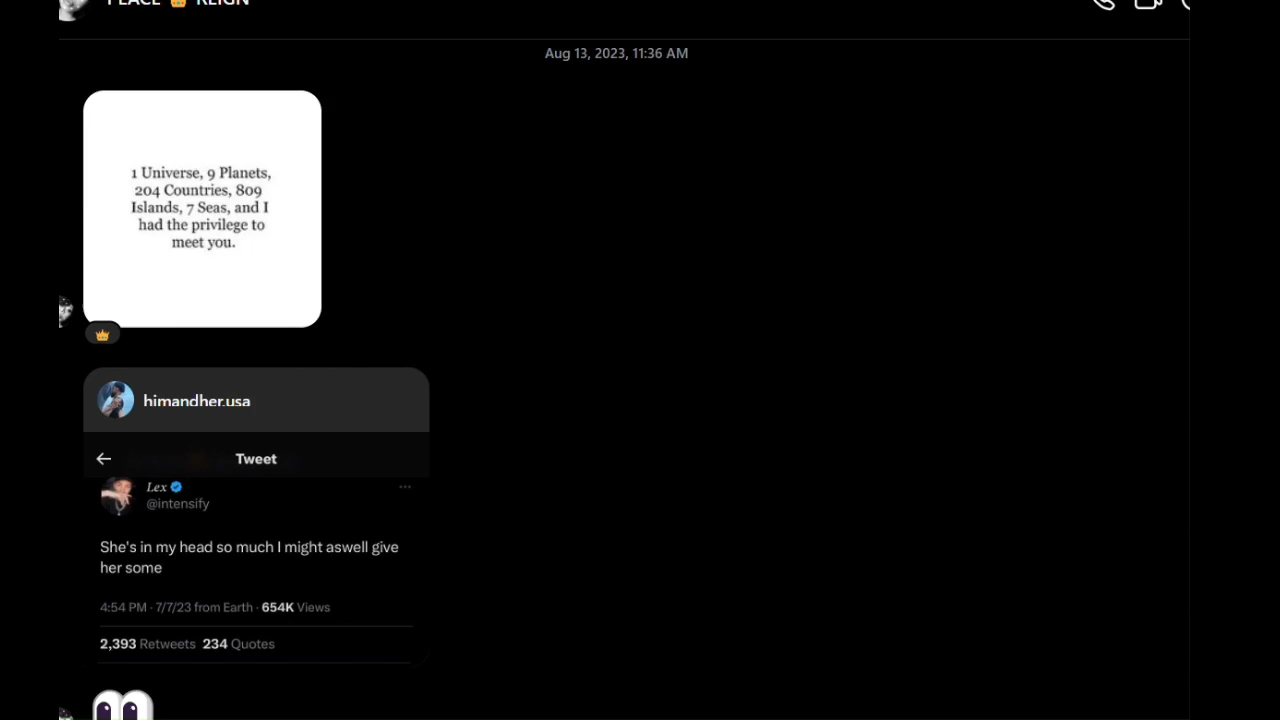 PEACE 👑 REIGN
Aug 13, 2023, 11:36 AM
1 Universe, 9 Planets,
204 Countries, 809
Islands, 7 Seas, and I
had the privilege to
meet you.
himandher.usa
Tweet
Lex
@intensify
She's in my head so much I might aswell give
her some
4:54 PM · 7/7/23 from Earth · 654K Views
2,393 Retweets 234 Quotes